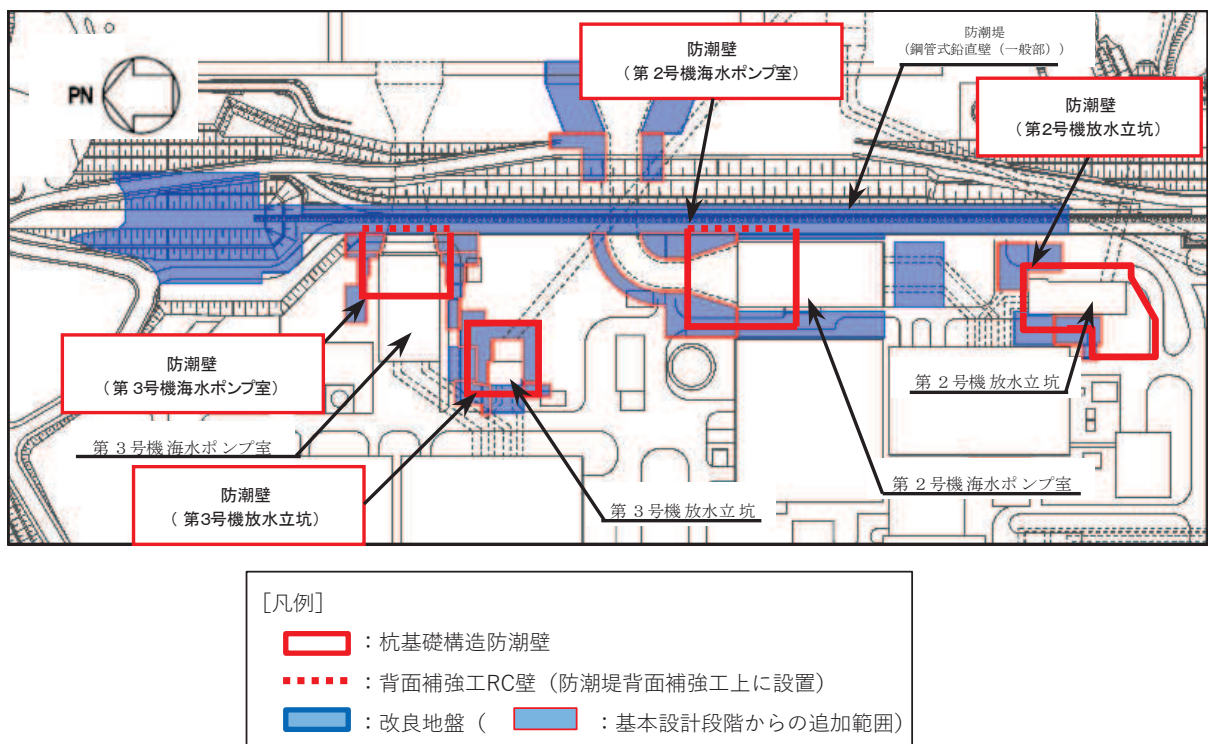 防潮壁
(第2号機海水ポンプ室)
防潮堤
(鋼管式鉛直壁(一般部))
防潮壁
(第2号機放水立坑)
PN
防潮壁
(第3号機海水ポンプ室)
第2号機放水立坑
第3号機海水ポンプ室
第2号機海水ポンプ室
防潮壁
(第3号機放水立坑)
第3号機放水立坑
[凡例]
:杭基礎構造防潮壁
:背面補強工RC壁(防潮堤背面補強工上に設置)
:改良地盤( :基本設計段階からの追加範囲)